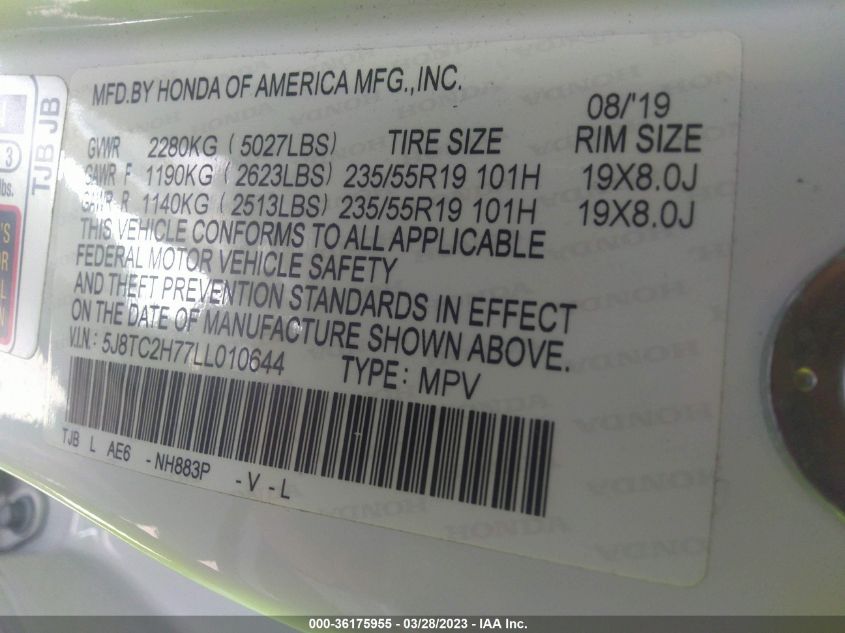 MFD.BY HONDA OF AMERICA MFG.,INC.
08/'19
GVWR 2280KG ( 5027LBS) TIRE SIZE RIM SIZE
GAWR F 1190KG ( 2623LBS) 235/55R19 101H 19X8.0J
GAWR R 1140KG ( 2513LBS) 235/55R19 101H 19X8.0J
THIS VEHICLE CONFORMS TO ALL APPLICABLE
FEDERAL MOTOR VEHICLE SAFETY
AND THEFT PREVENTION STANDARDS IN EFFECT
ON THE DATE OF MANUFACTURE SHOWN ABOVE.
V.I.N.: 5J8TC2H77LL010644 TYPE: MPV
TJB L AE6 -NH883P -V-L
TJB JB
3
lbs.
000-36175955 | 03/28/2023 - IAA Inc.